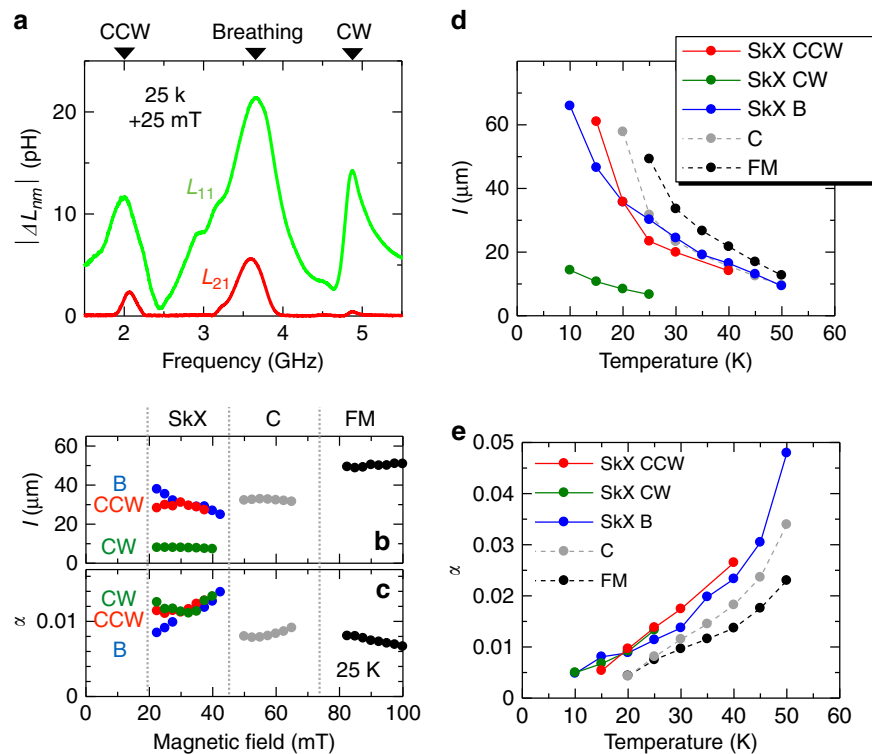 a
CCW Breathing CW
25 k
+25 mT
L11
L21
|ΔLnm| (pH)
20
10
0
2 3 4 5
Frequency (GHz)
d
SkX CCW
SkX CW
SkX B
C
FM
l (μm)
60
40
20
0
0 10 20 30 40 50 60
Temperature (K)
SkX C FM
l (μm)
60
40
20
0
B
CCW
CW
b
α
0.01
0
CW
CCW
B
c
25 K
0 20 40 60 80 100
Magnetic field (mT)
e
SkX CCW
SkX CW
SkX B
C
FM
α
0.05
0.04
0.03
0.02
0.01
0
0 10 20 30 40 50 60
Temperature (K)